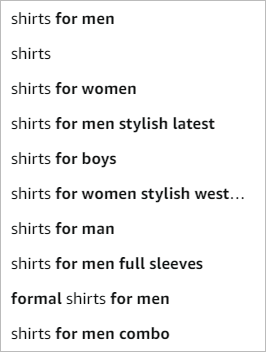 shirts for men
shirts
shirts for women
shirts for men stylish latest
shirts for boys
shirts for women stylish west...
shirts for man
shirts for men full sleeves
formal shirts for men
shirts for men combo